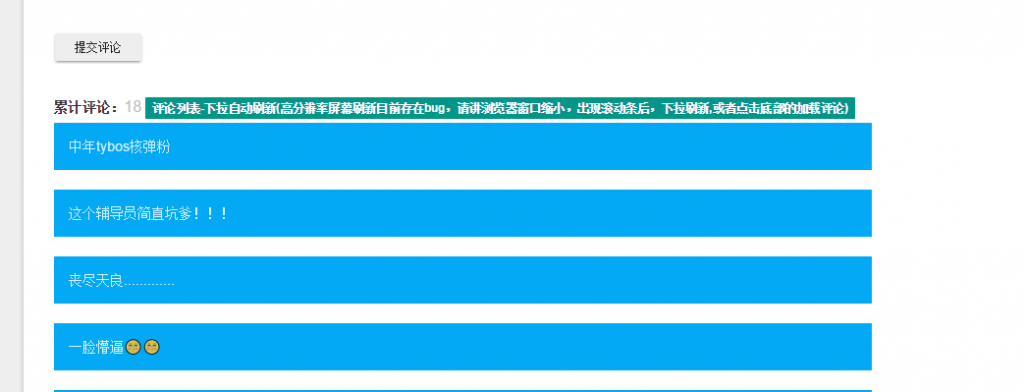 提交评论
累计评论：18 评论列表-下拉自动刷新(高分辨率屏幕刷新目前存在bug，请讲浏览器窗口缩小，出现滚动条后，下拉刷新,或者点击底部的加载评论)
中年tybos核弹粉
这个辅导员简直坑爹！！！
丧尽天良.............
一脸懵逼😁😁